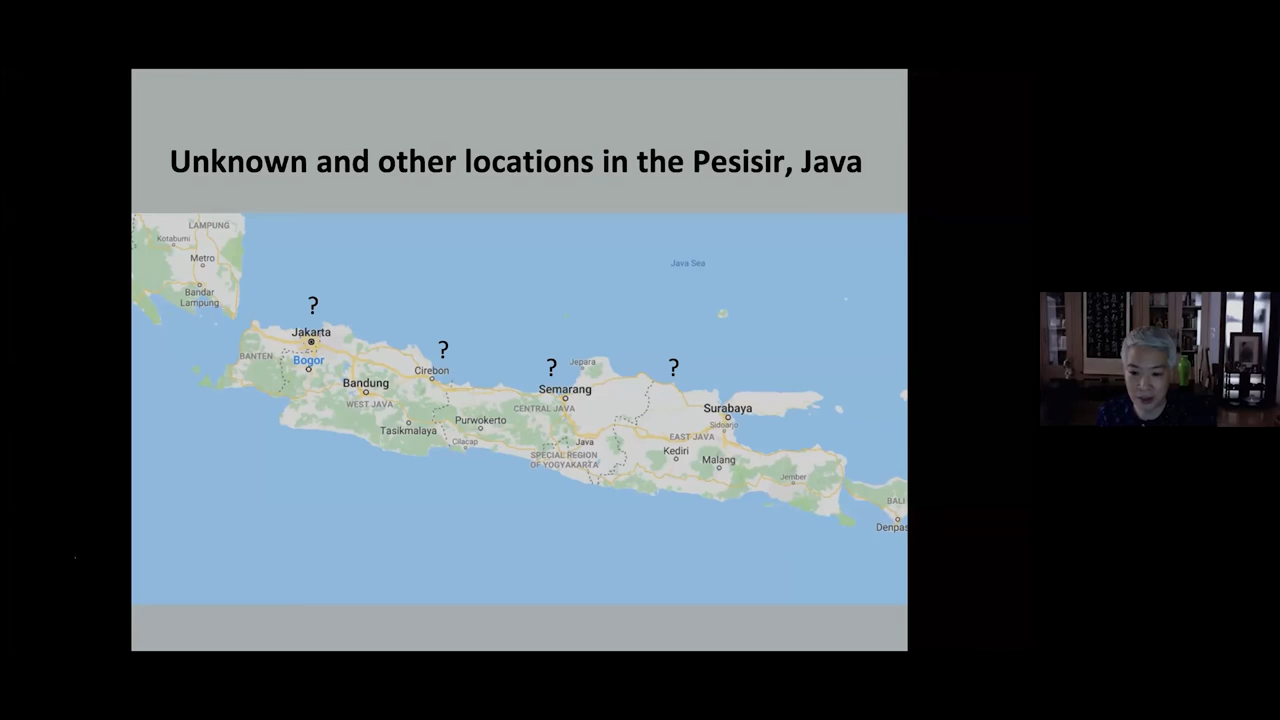 Unknown and other locations in the Pesisir, Java
LAMPUNG
Kotabumi
Metro
Java Sea
Bandar
Lampung
?
Jakarta
?
BANTEN
Bogor
Cirebon
?
Jepara
?
Bandung
Semarang
WEST JAVA
CENTRAL JAVA
Surabaya
Purwokerto
Sidoarjo
Tasikmalaya
EAST JAVA
Cilacap
Java
Kediri
SPECIAL REGION
OF YOGYAKARTA
Malang
Jember
BALI
Denpas